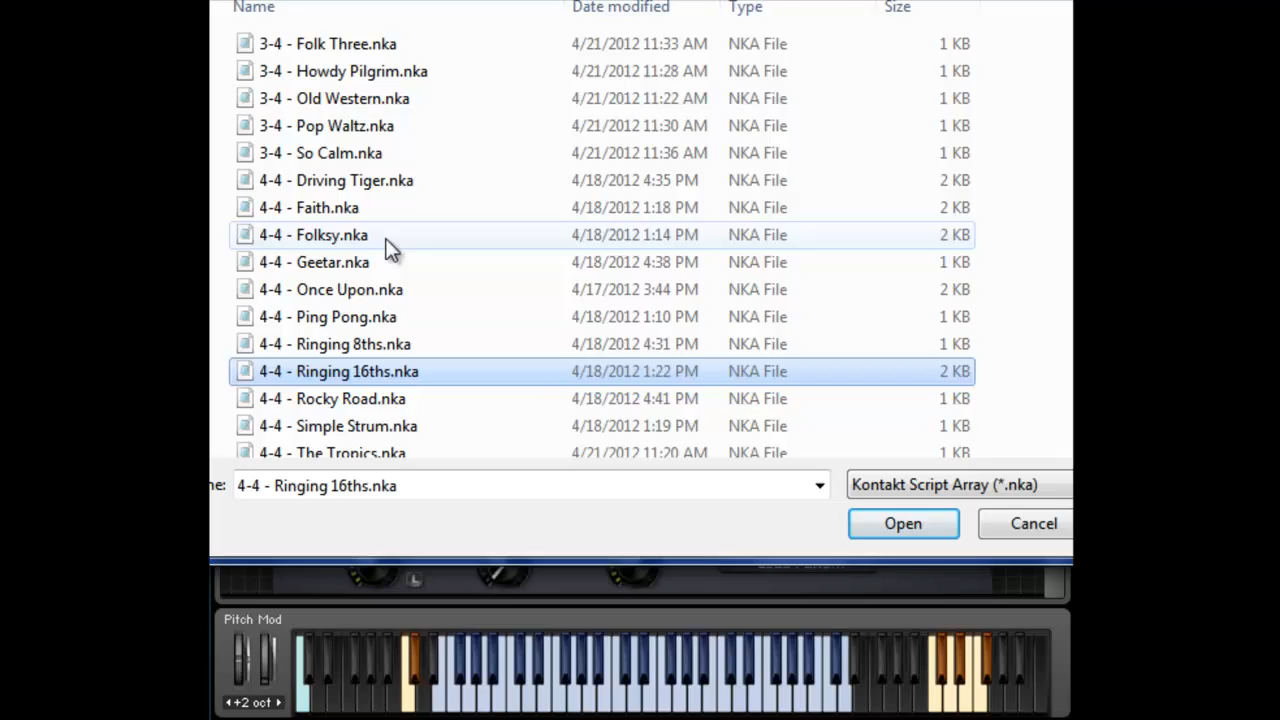 Name Date modified Type Size
3-4 - Folk Three.nka 4/21/2012 11:33 AM NKA File 1 KB
3-4 - Howdy Pilgrim.nka 4/21/2012 11:28 AM NKA File 1 KB
3-4 - Old Western.nka 4/21/2012 11:22 AM NKA File 1 KB
3-4 - Pop Waltz.nka 4/21/2012 11:30 AM NKA File 1 KB
3-4 - So Calm.nka 4/21/2012 11:36 AM NKA File 1 KB
4-4 - Driving Tiger.nka 4/18/2012 4:35 PM NKA File 2 KB
4-4 - Faith.nka 4/18/2012 1:18 PM NKA File 2 KB
4-4 - Folksy.nka 4/18/2012 1:14 PM NKA File 2 KB
4-4 - Geetar.nka 4/18/2012 4:38 PM NKA File 2 KB
4-4 - Once Upon.nka 4/17/2012 3:44 PM NKA File 2 KB
4-4 - Ping Pong.nka 4/18/2012 1:10 PM NKA File 1 KB
4-4 - Ringing 8ths.nka 4/18/2012 4:31 PM NKA File 1 KB
4-4 - Ringing 16ths.nka 4/18/2012 1:22 PM NKA File 2 KB
4-4 - Rocky Road.nka 4/18/2012 4:41 PM NKA File 1 KB
4-4 - Simple Strum.nka 4/18/2012 1:19 PM NKA File 1 KB
4-4 - The Tropics.nka 4/21/2012 11:20 AM NKA File 1 KB
ne: 4-4 - Ringing 16ths.nka Kontakt Script Array (*.nka)
Open Cancel
L
Pitch Mod
+2 oct